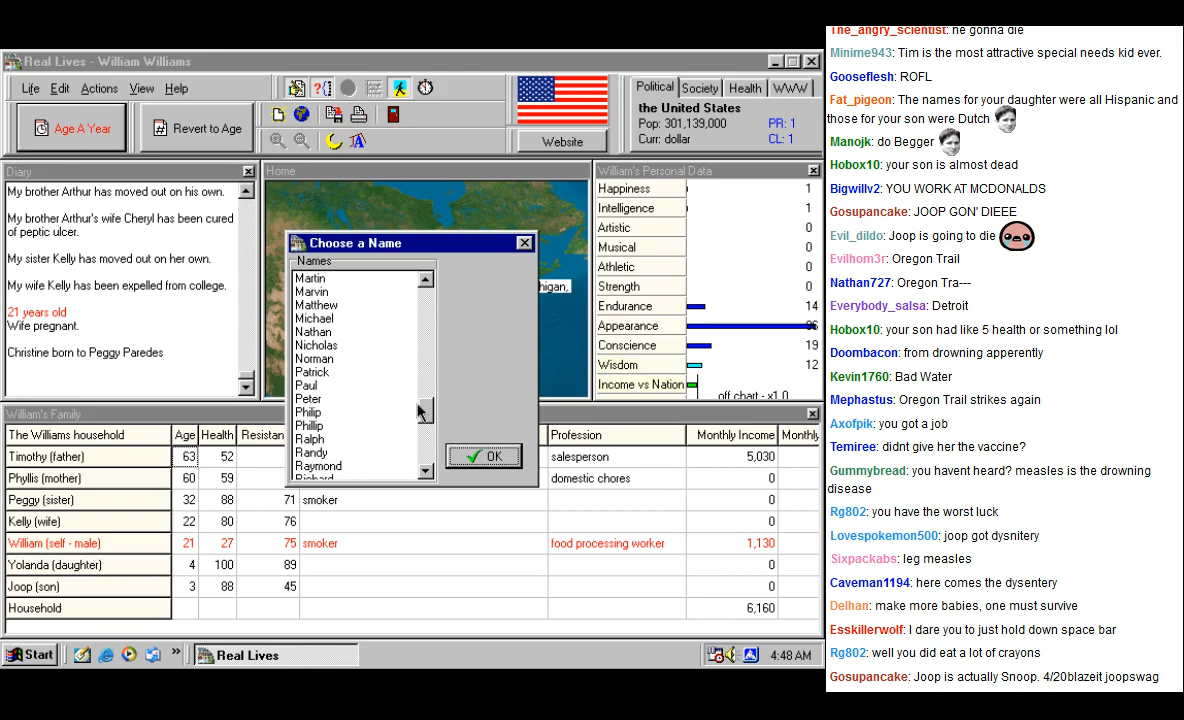 Real Lives - William Williams
Life Edit Actions View Help
Age A Year
Revert to Age
Website
Political Society Health WWW
the United States
Pop: 301,139,000 PR: 1
Curr: dollar CL: 1
Diary
My brother Arthur has moved out on his own.
My brother Arthur's wife Cheryl has been cured
of peptic ulcer.
My sister Kelly has moved out on her own.
My wife Kelly has been expelled from college.
21 years old
Wife pregnant.
Christine born to Peggy Paredes
Home
higan,
Choose a Name
Names
Martin
Marvin
Matthew
Michael
Nathan
Nicholas
Norman
Patrick
Paul
Peter
Philip
Phillip
Ralph
Randy
Raymond
Richard
OK
William's Personal Data
Happiness 1
Intelligence 1
Artistic 0
Musical 0
Athletic 0
Strength 0
Endurance 14
Appearance 96
Conscience 19
Wisdom 12
Income vs Nation off chart - x1.0
William's Family
The Williams household Age Health Resistan Profession Monthly Income Monthly
Timothy (father) 63 52 salesperson 5,030
Phyllis (mother) 60 59 domestic chores 0
Peggy (sister) 32 88 71 smoker 0
Kelly (wife) 22 80 76 0
William (self - male) 21 27 75 smoker food processing worker 1,130
Yolanda (daughter) 4 100 89 0
Joop (son) 3 88 45 0
Household 6,160
Start » Real Lives 4:48 AM
The_angry_scientist: he gonna die
Minime943: Tim is the most attractive special needs kid ever.
Gooseflesh: ROFL
Fat_pigeon: The names for your daughter were all Hispanic and
those for your son were Dutch
Manojk: do Begger
Hobox10: your son is almost dead
Bigwillv2: YOU WORK AT MCDONALDS
Gosupancake: JOOP GON' DIEEE
Evil_dildo: Joop is going to die
Evilhom3r: Oregon Trail
Nathan727: Oregon Tra---
Everybody_salsa: Detroit
Hobox10: your son had like 5 health or something lol
Doombacon: from drowning apperently
Kevin1760: Bad Water
Mephastus: Oregon Trail strikes again
Axofpik: you got a job
Temiree: didnt give her the vaccine?
Gummybread: you havent heard? measles is the drowning
disease
Rg802: you have the worst luck
Lovespokemon500: joop got dysnitery
Sixpackabs: leg measles
Caveman1194: here comes the dysentery
Delhan: make more babies, one must survive
Esskillerwolf: I dare you to just hold down space bar
Rg802: well you did eat a lot of crayons
Gosupancake: Joop is actually Snoop. 4/20blazeit joopswag